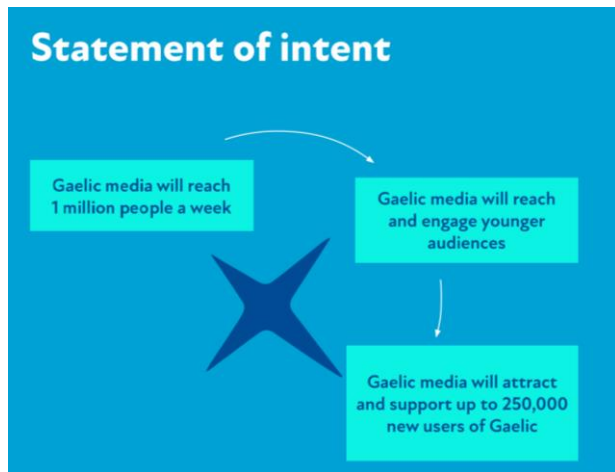 Statement of intent
Gaelic media will reach
1 million people a week
Gaelic media will reach
and engage younger
audiences
Gaelic media will attract
and support up to 250,000
new users of Gaelic